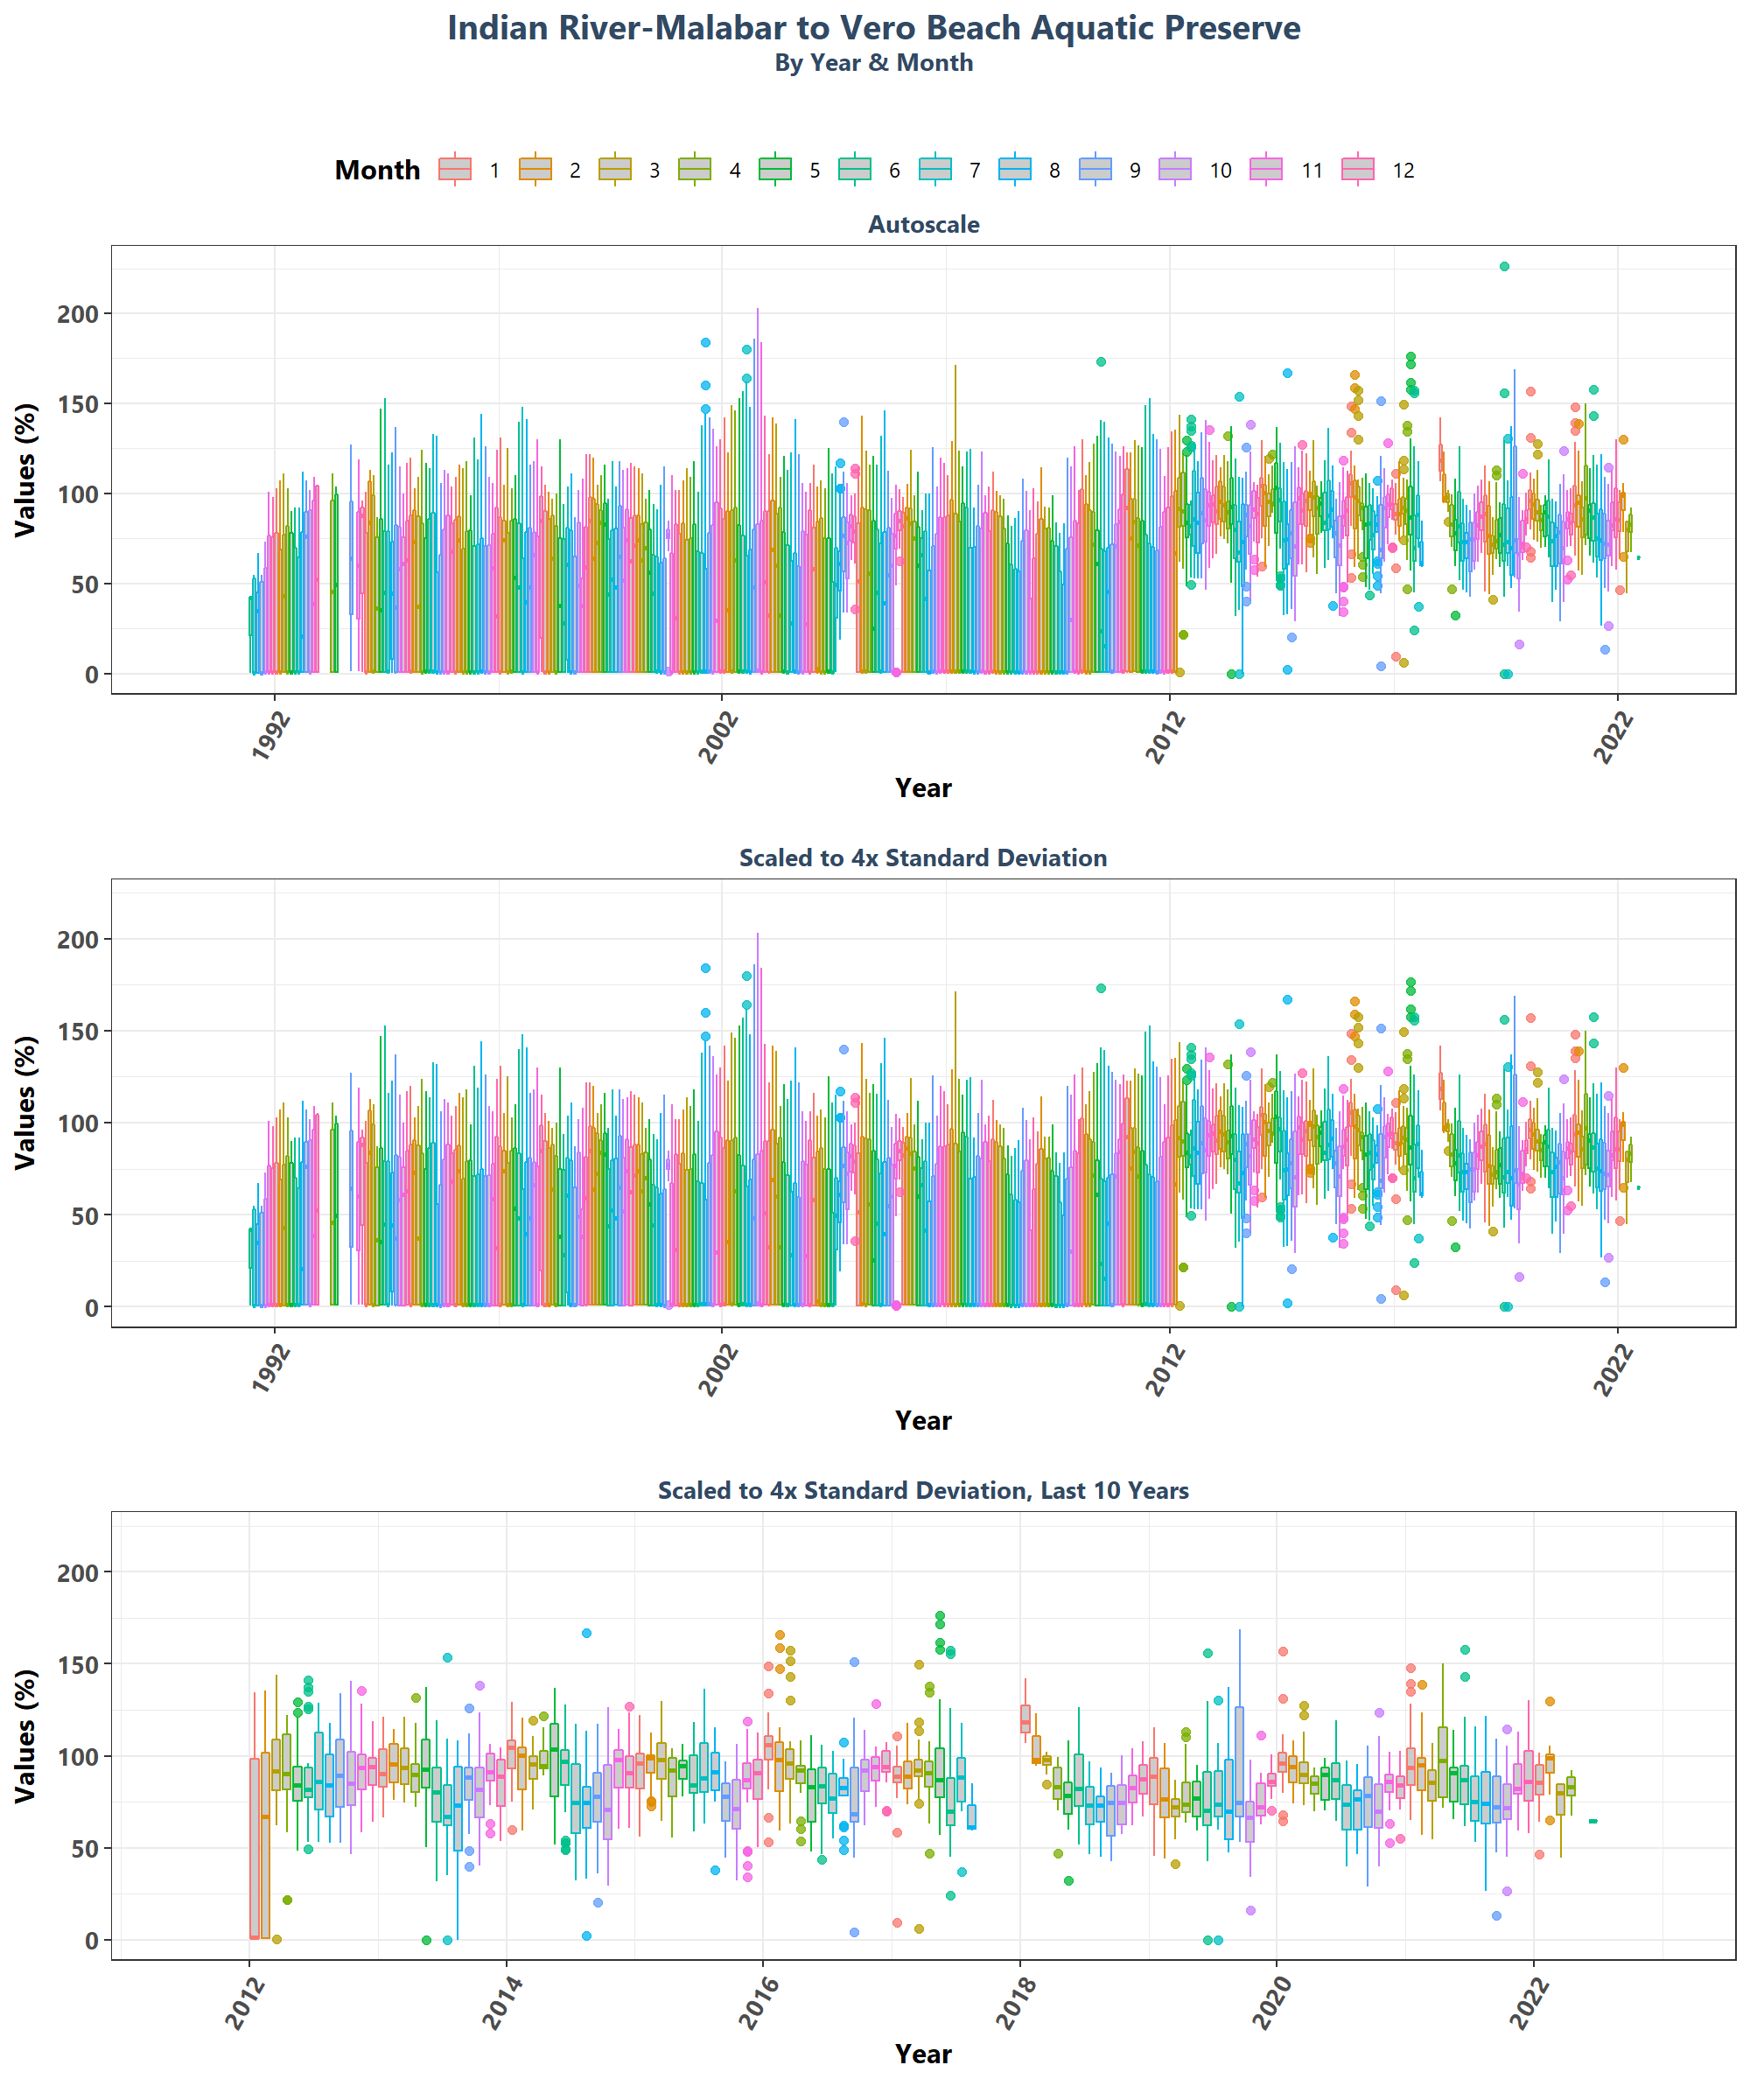 Indian River-Malabar to Vero Beach Aquatic Preserve
By Year & Month
Month 1 2 3 4 5 6 7 8 9 10 11 12
Autoscale
Values (%)
200
150
100
50
0
1992 2002 2012 2022
Year
Scaled to 4x Standard Deviation
Values (%)
200
150
100
50
0
1992 2002 2012 2022
Year
Scaled to 4x Standard Deviation, Last 10 Years
Values (%)
200
150
100
50
0
2012 2014 2016 2018 2020 2022
Year